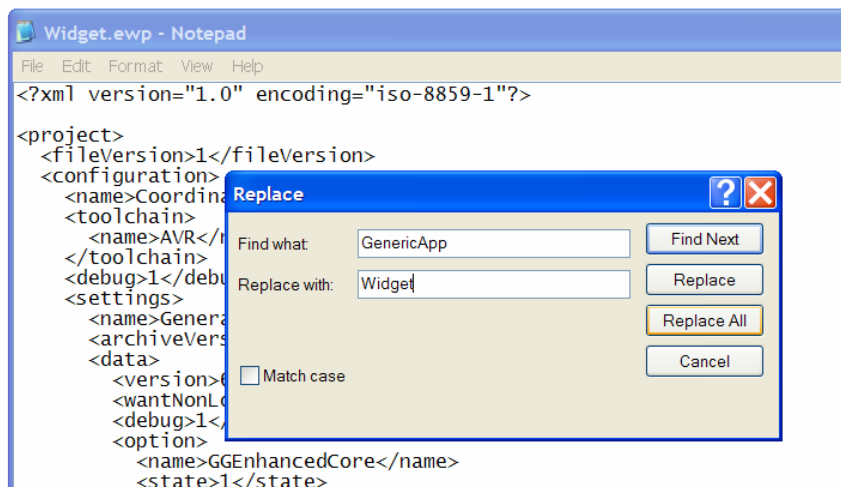 Widget.ewp - Notepad
File Edit Format View Help
<?xml version="1.0" encoding="iso-8859-1"?>
<project>
<fileVersion>1</fileVersion>
<configuration>
<name>Coordina
<toolchain>
<name>AVR</
</toolchain>
<debug>1</debu
<settings>
<name>Genera
<archiveVers
<data>
<version>
<wantNonLo
<debug>1</
<option>
<name>GGEnhancedCore</name>
<state>1</state>
Replace
Find what:
GenericApp
Find Next
Replace with:
Widget
Replace
Replace All
Match case
Cancel